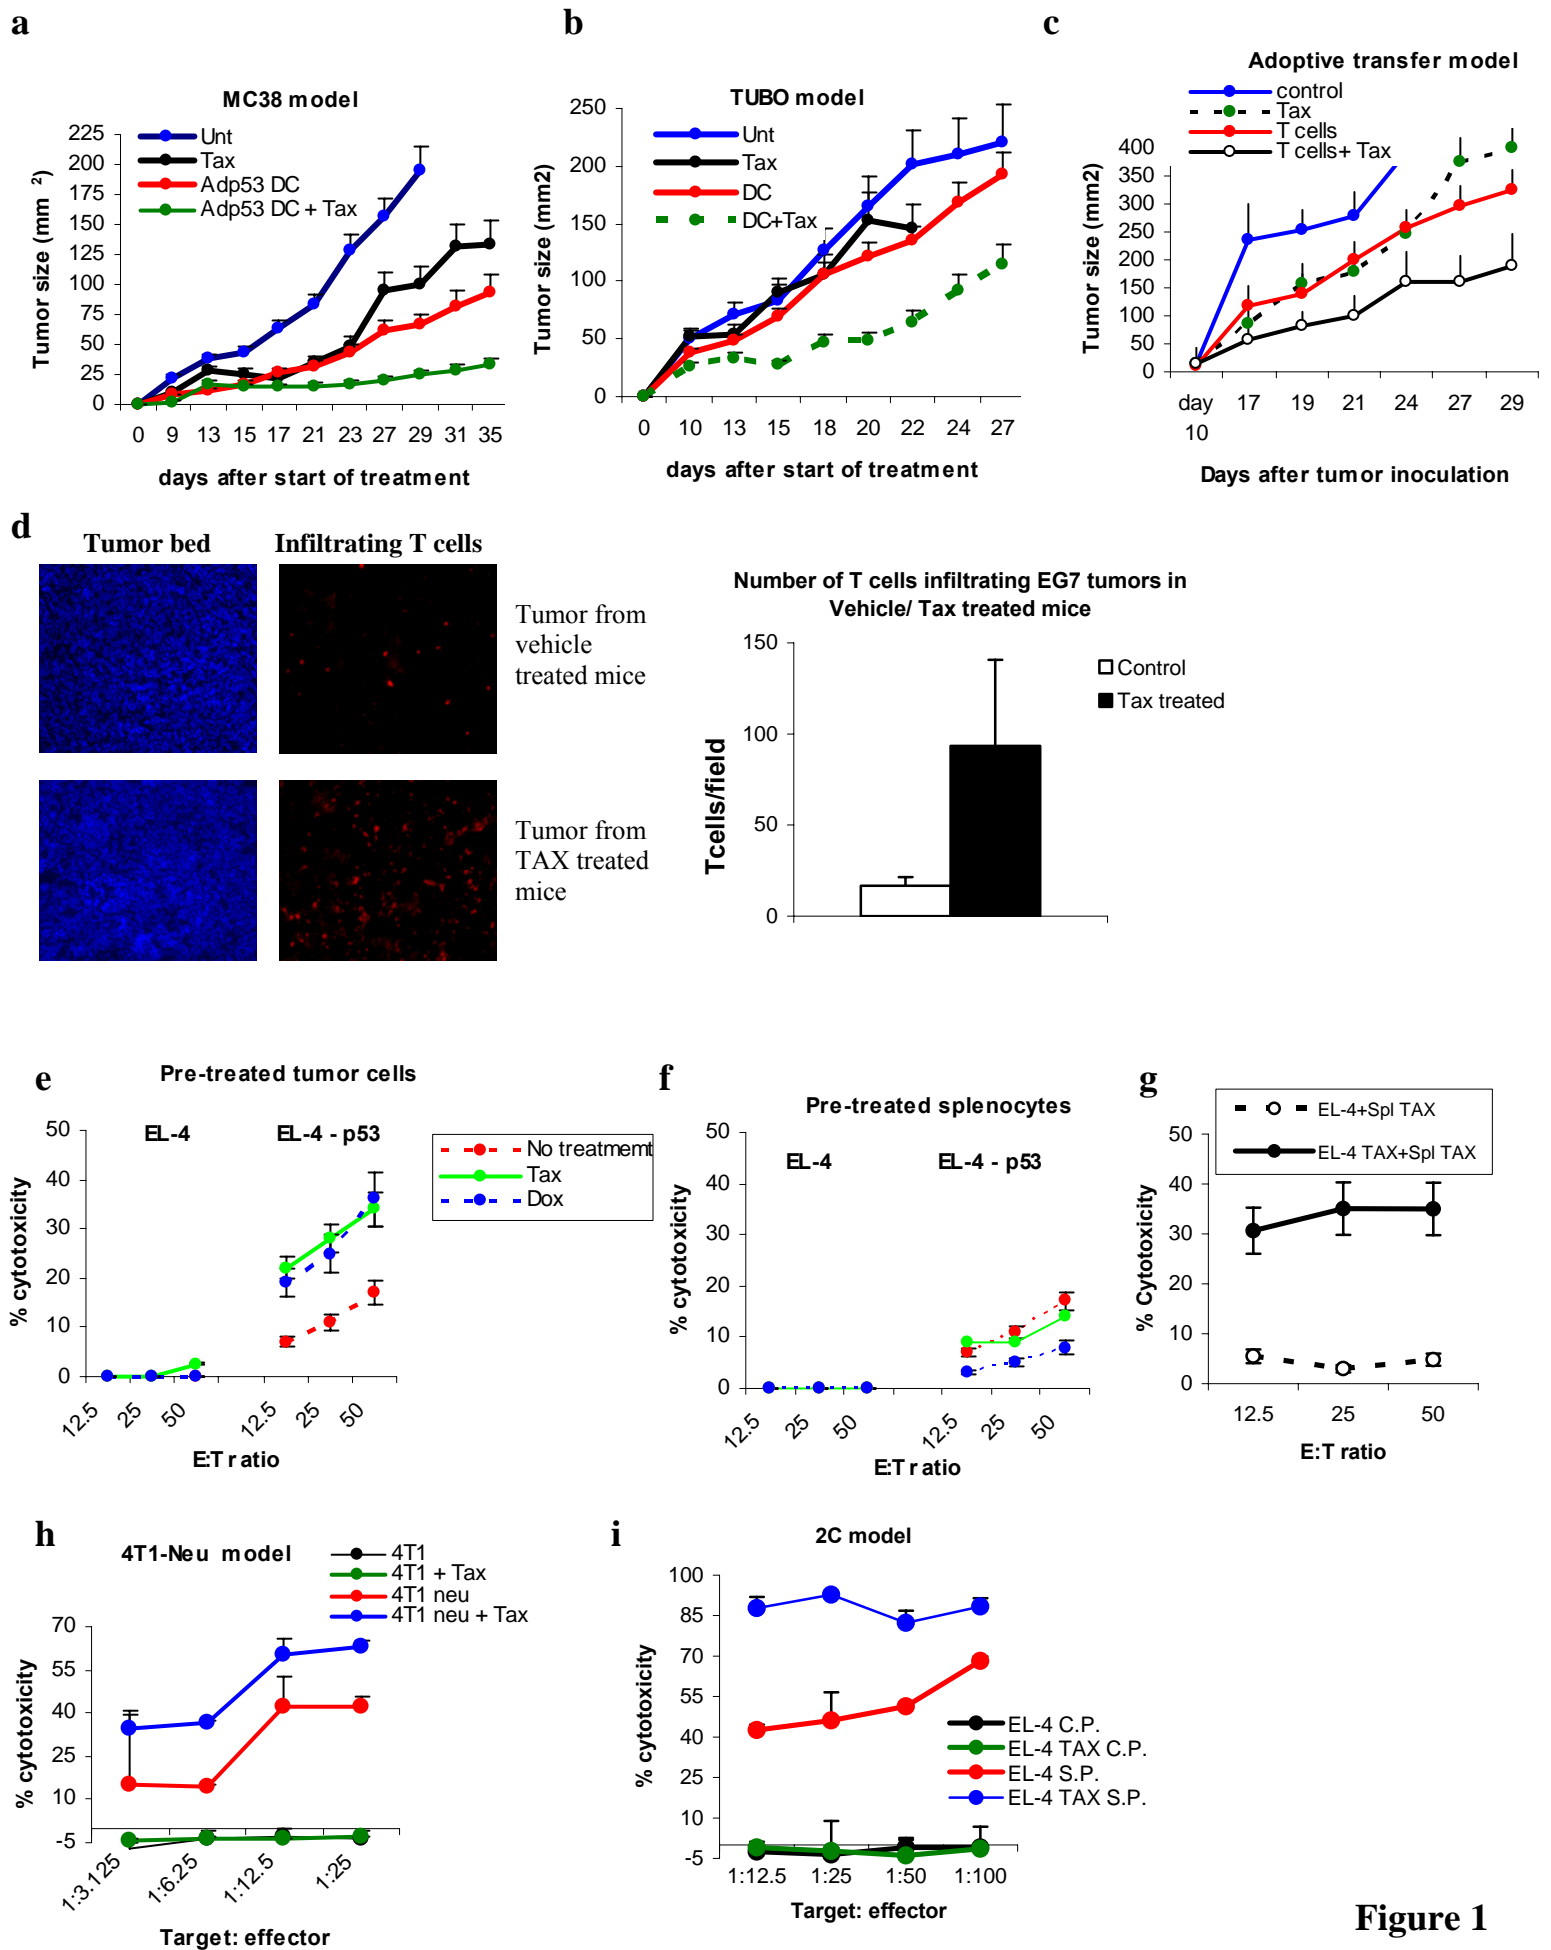 a
MC38 model
Unt
Tax
Adp53 DC
Adp53 DC + Tax
Tumor size (mm 2)
225
200
175
150
125
100
75
50
25
0
0 9 13 15 17 21 23 27 29 31 35
days after start of treatment
b
TUBO model
Unt
Tax
DC
DC+Tax
Tumor size (mm2)
250
200
150
100
50
0
0 10 13 15 18 20 22 24 27
days after start of treatment
c
Adoptive transfer model
control
Tax
T cells
T cells+ Tax
Tumor size (mm2)
400
350
300
250
200
150
100
50
0
day 17 19 21 24 27 29
10
Days after tumor inoculation
d
Tumor bed
Infiltrating T cells
Tumor from
vehicle
treated mice
Tumor from
TAX treated
mice
Number of T cells infiltrating EG7 tumors in
Vehicle/ Tax treated mice
Tcells/field
150
100
50
0
Control
Tax treated
e
Pre-treated tumor cells
EL-4
EL-4 - p53
No treatmemt
Tax
Dox
% cytotoxicity
50
40
30
20
10
0
12.5 25 50 12.5 25 50
E:T ratio
f
Pre-treated splenocytes
EL-4
EL-4 - p53
% cytotoxicity
50
40
30
20
10
0
12.5 25 50 12.5 25 50
E:T ratio
g
EL-4+Spl TAX
EL-4 TAX+Spl TAX
% Cytotoxicity
50
40
30
20
10
0
12.5 25 50
E:T ratio
h
4T1-Neu model
4T1
4T1 + Tax
4T1 neu
4T1 neu + Tax
% cytotoxicity
70
55
40
25
10
-5
1:3.125 1:6.25 1:12.5 1:25
Target: effector
i
2C model
EL-4 C.P.
EL-4 TAX C.P.
EL-4 S.P.
EL-4 TAX S.P.
% cytotoxicity
100
85
70
55
40
25
10
-5
1:12.5 1:25 1:50 1:100
Target: effector
Figure 1